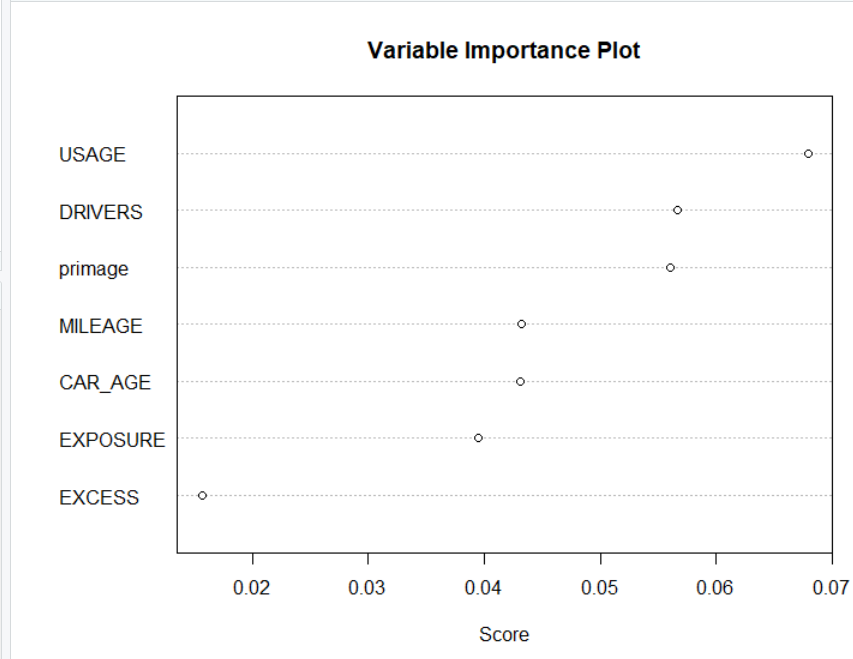 Variable Importance Plot
USAGE
DRIVERS
primage
MILEAGE
CAR_AGE
EXPOSURE
EXCESS
0.02 0.03 0.04 0.05 0.06 0.07
Score